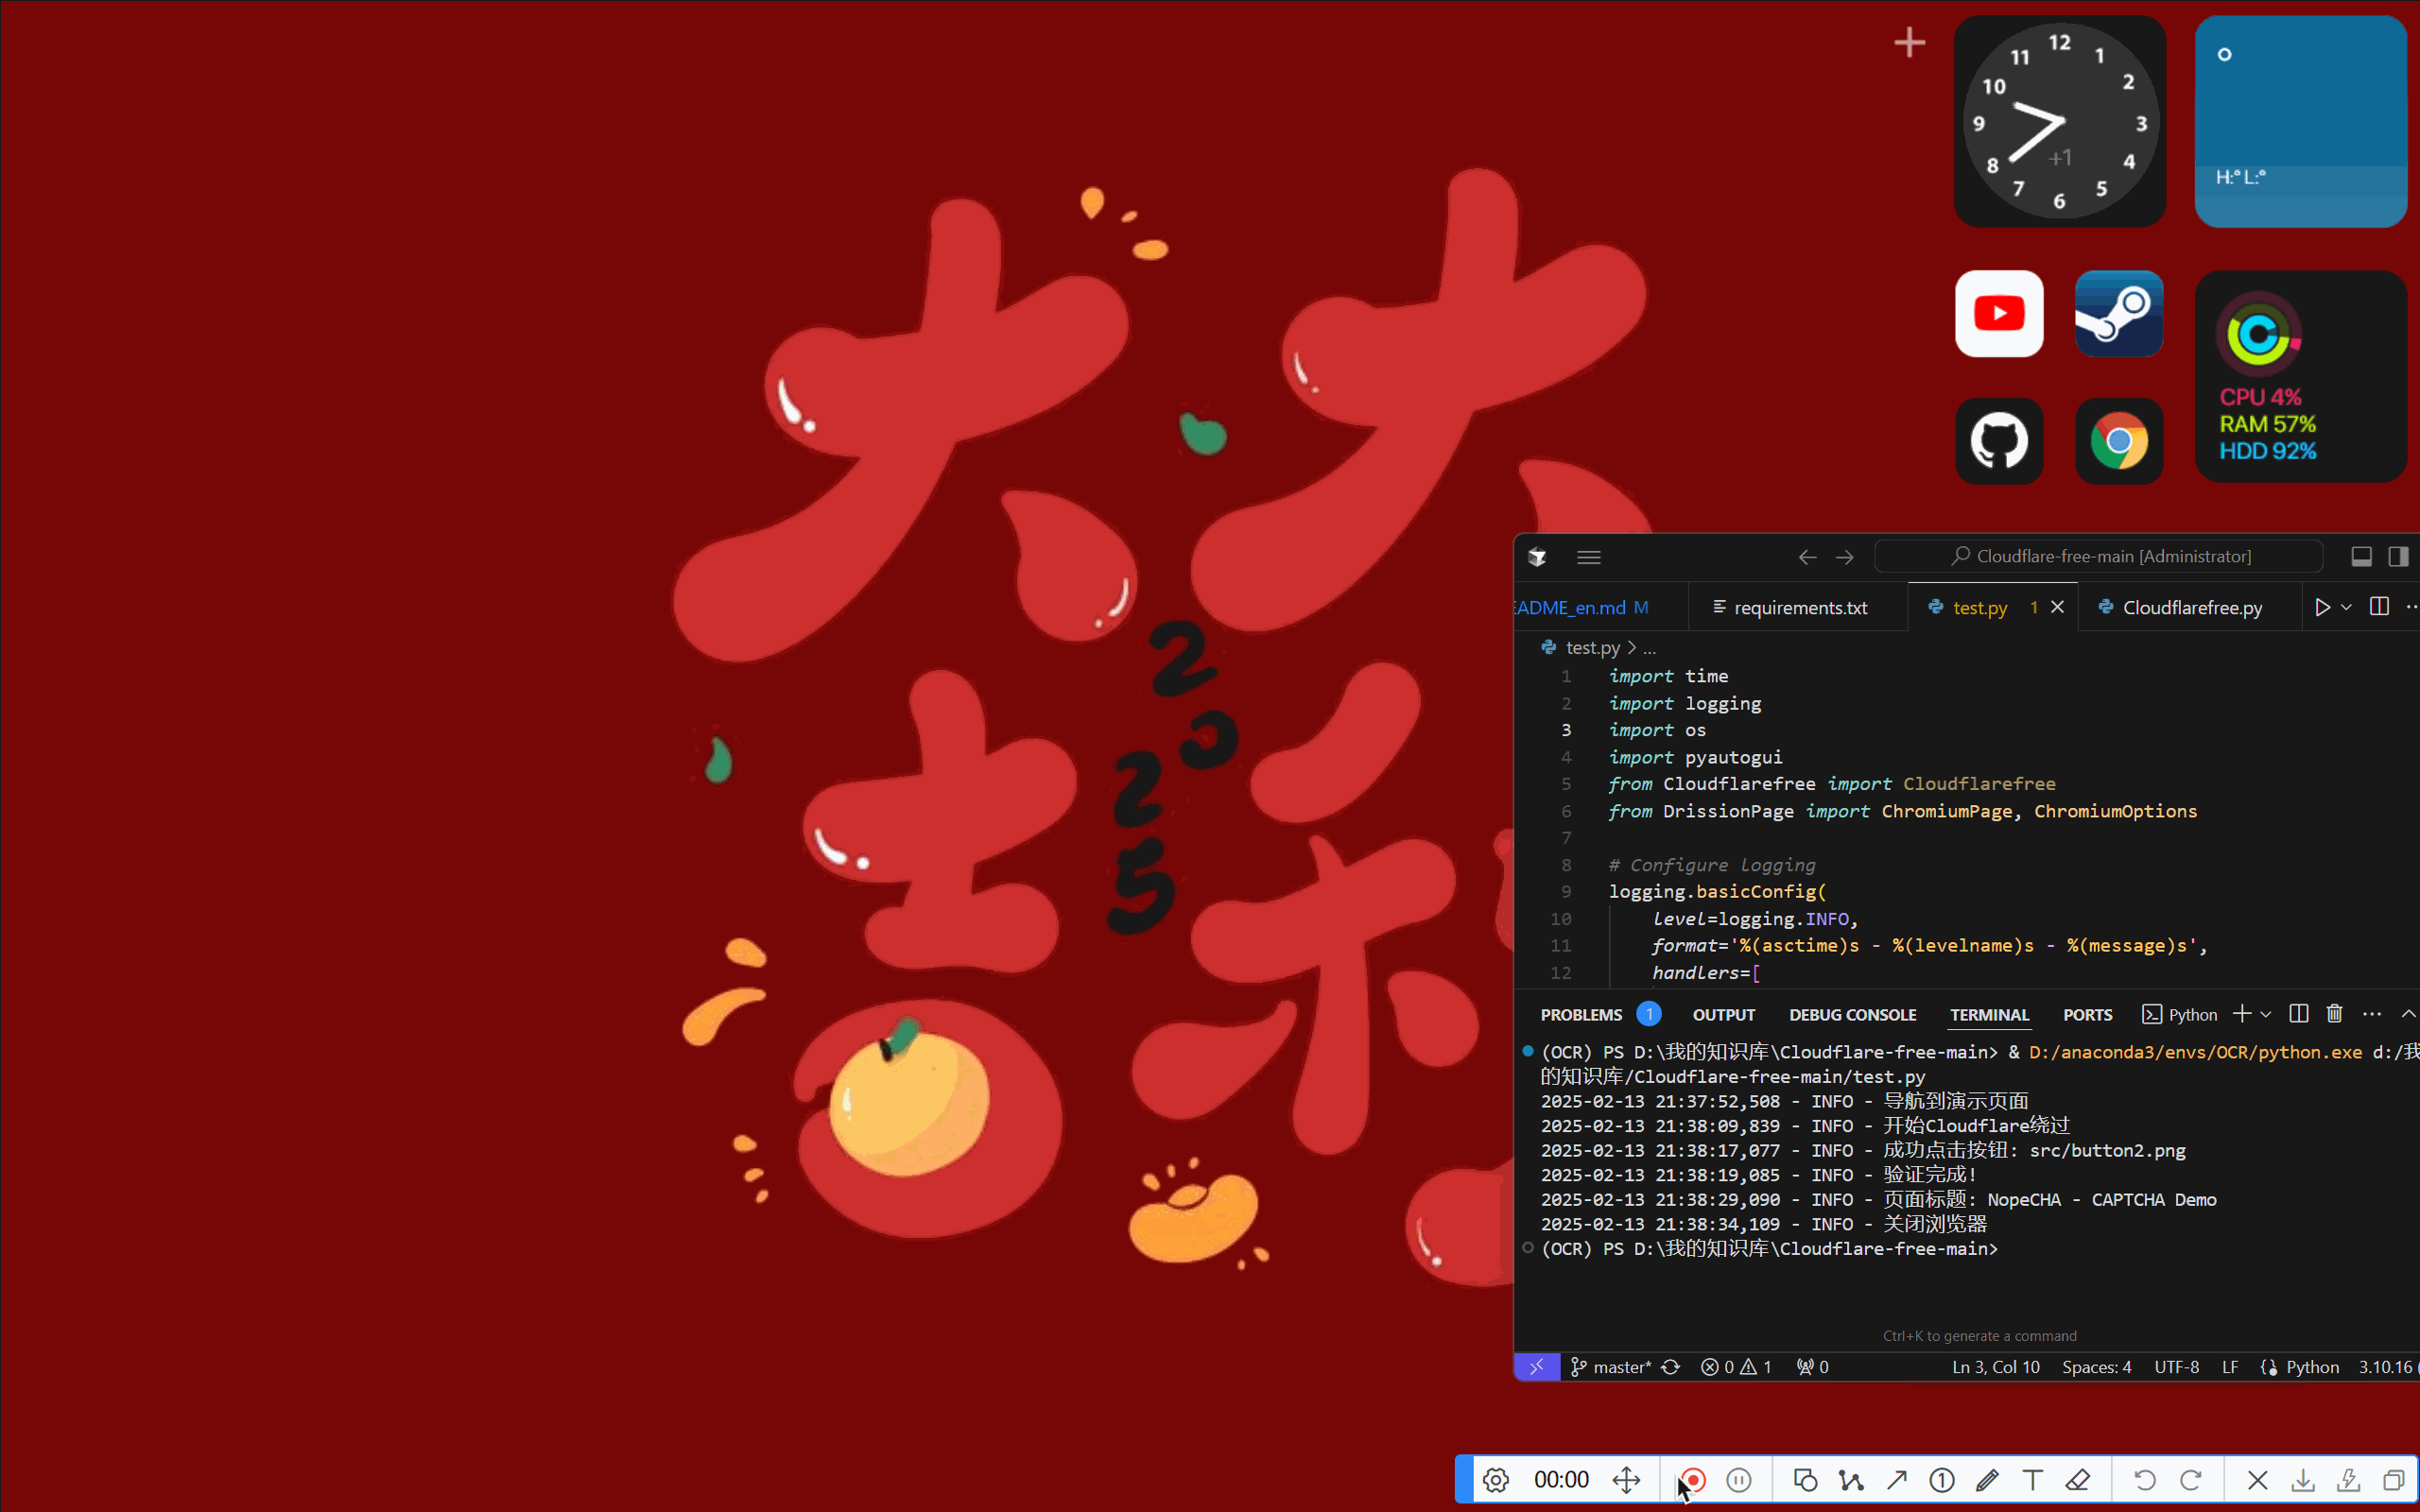 大 大
吉 利
2
0
2
5
12
11 1
10 2
9 3
8 4
7 5
6
+1
H:° L:°
CPU 4%
RAM 57%
HDD 92%
Cloudflare-free-main [Administrator]
EADME_en.md M
requirements.txt
test.py 1
Cloudflarefree.py
test.py > ...
1 import time
2 import logging
3 import os
4 import pyautogui
5 from Cloudflarefree import Cloudflarefree
6 from DrissionPage import ChromiumPage, ChromiumOptions
7
8 # Configure logging
9 logging.basicConfig(
10 level=logging.INFO,
11 format='%(asctime)s - %(levelname)s - %(message)s',
12 handlers=[
PROBLEMS 1 OUTPUT DEBUG CONSOLE TERMINAL PORTS Python
(OCR) PS D:\我的知识库\Cloudflare-free-main> & D:/anaconda3/envs/OCR/python.exe d:/我
的知识库/Cloudflare-free-main/test.py
2025-02-13 21:37:52,508 - INFO - 导航到演示页面
2025-02-13 21:38:09,839 - INFO - 开始Cloudflare绕过
2025-02-13 21:38:17,077 - INFO - 成功点击按钮: src/button2.png
2025-02-13 21:38:19,085 - INFO - 验证完成!
2025-02-13 21:38:29,090 - INFO - 页面标题: NopeCHA - CAPTCHA Demo
2025-02-13 21:38:34,109 - INFO - 关闭浏览器
(OCR) PS D:\我的知识库\Cloudflare-free-main>
Ctrl+K to generate a command
master* 0 1 0 Ln 3, Col 10 Spaces: 4 UTF-8 LF Python 3.10.16 (
00:00